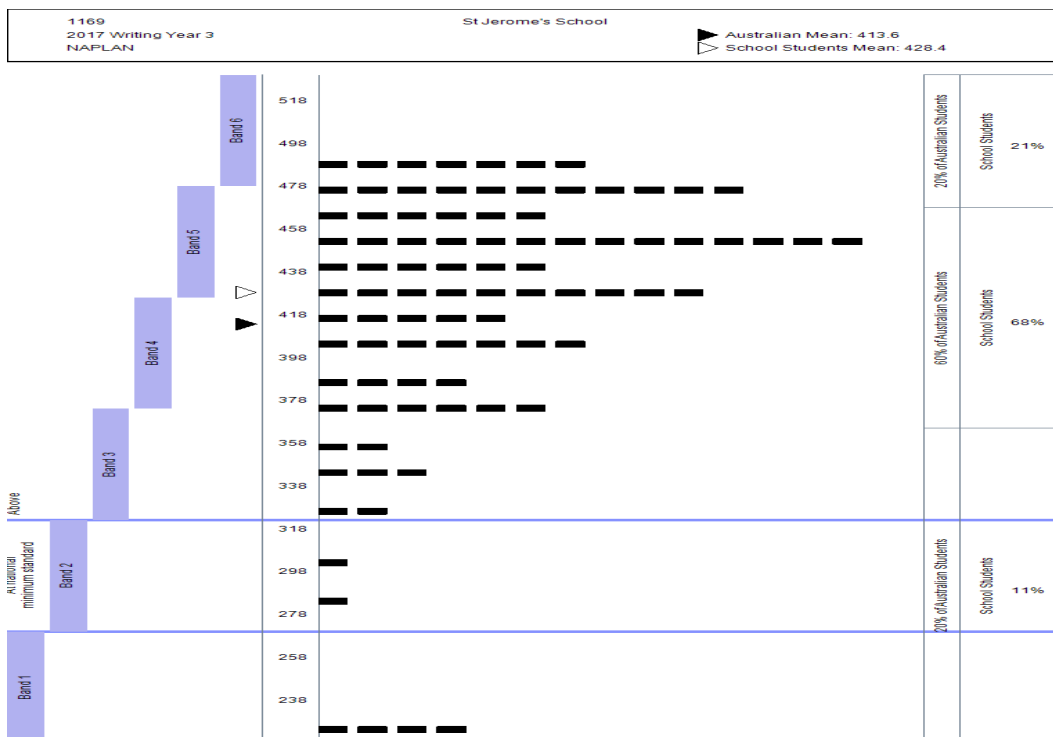 1169
St Jerome's School
2017 Writing Year 3
Australian Mean: 413.6
NAPLAN
School Students Mean: 428.4
Band 6
Band 5
Band 4
Band 3
Band 2
Band 1
Above
At national
minimum standard
518
498
478
458
438
418
398
378
358
338
318
298
278
258
238
20% of Australian Students
School Students
21%
60% of Australian Students
School Students
68%
20% of Australian Students
School Students
11%